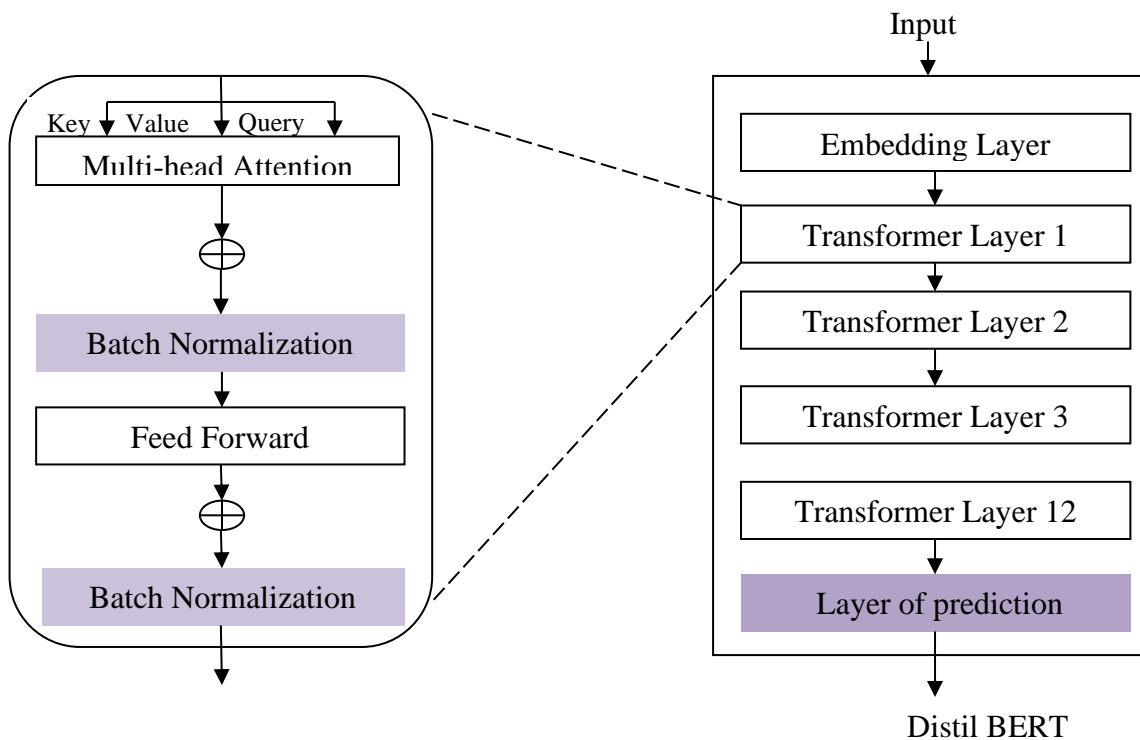 Key Value Query
Multi-head Attention
Batch Normalization
Feed Forward
Batch Normalization
Input
Embedding Layer
Transformer Layer 1
Transformer Layer 2
Transformer Layer 3
Transformer Layer 12
Layer of prediction
Distil BERT